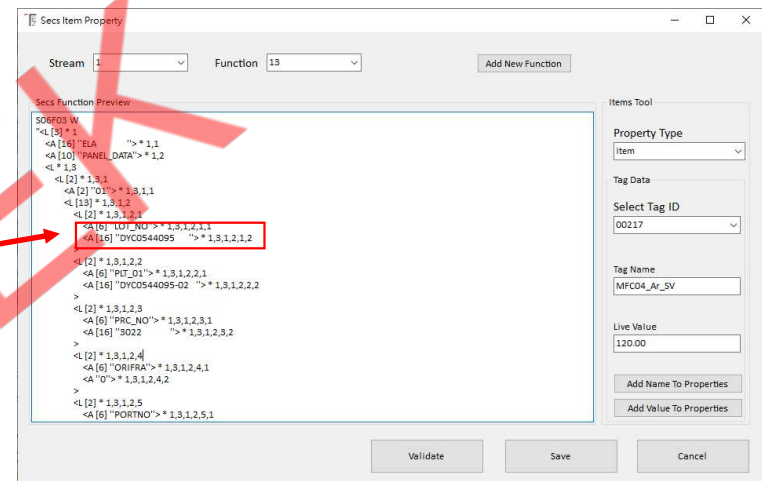 Secs Item Property
Stream 1 Function 13 Add New Function
Secs Function Preview
S06F03 W
"<L [3] * 1
<A [16] "ELA "> * 1,1
<A [10] "PANEL_DATA"> * 1,2
<L * 1,3
<L [2] * 1,3,1
<A [2] "01"> * 1,3,1,1
<L [13] * 1,3,1,2
<L [2] * 1,3,1,2,1
<A [6] "LOT_NO"> * 1,3,1,2,1,1
<A [16] "DYC0544095 "> * 1,3,1,2,1,2
>
<L [2] * 1,3,1,2,2
<A [6] "PLT_01"> * 1,3,1,2,2,1
<A [16] "DYC0544095-02 "> * 1,3,1,2,2,2
>
<L [2] * 1,3,1,2,3
<A [6] "PRC_NO"> * 1,3,1,2,3,1
<A [16] "3022 "> * 1,3,1,2,3,2
>
<L [2] * 1,3,1,2,4
<A [6] "ORIFRA"> * 1,3,1,2,4,1
<A "0"> * 1,3,1,2,4,2
>
<L [2] * 1,3,1,2,5
<A [6] "PORTNO"> * 1,3,1,2,5,1
Items Tool
Property Type
Item
Tag Data
Select Tag ID
00217
Tag Name
MFC04_Ar_SV
Live Value
120.00
Add Name To Properties
Add Value To Properties
Validate Save Cancel